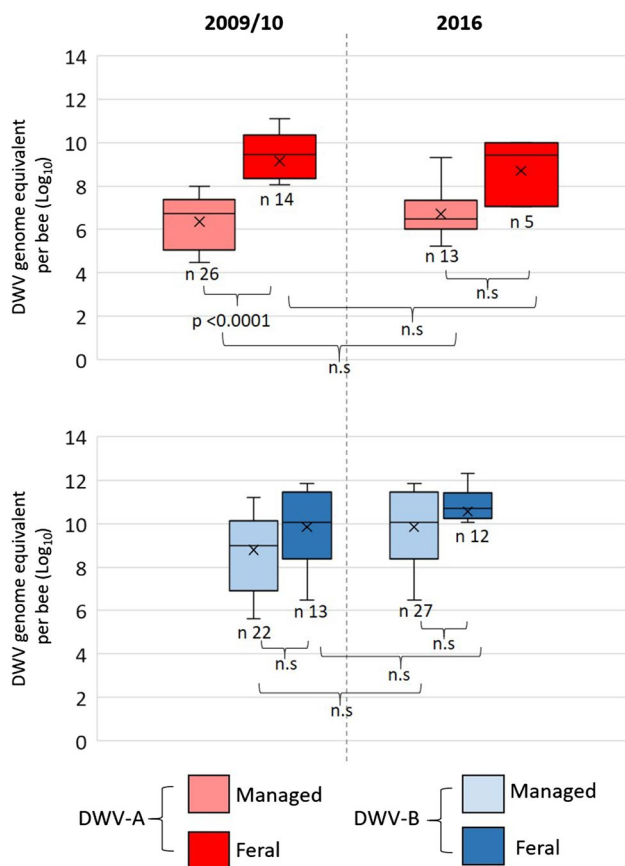 2009/10
2016
DWV genome equivalent
per bee (Log10)
14
12
10
8
6
4
2
0
n 26
n 14
n 13
n 5
p <0.0001
n.s
n.s
n.s
DWV genome equivalent
per bee (Log10)
14
12
10
8
6
4
2
0
n 22
n 13
n 27
n 12
n.s
n.s
n.s
n.s
DWV-A
Managed
Feral
DWV-B
Managed
Feral